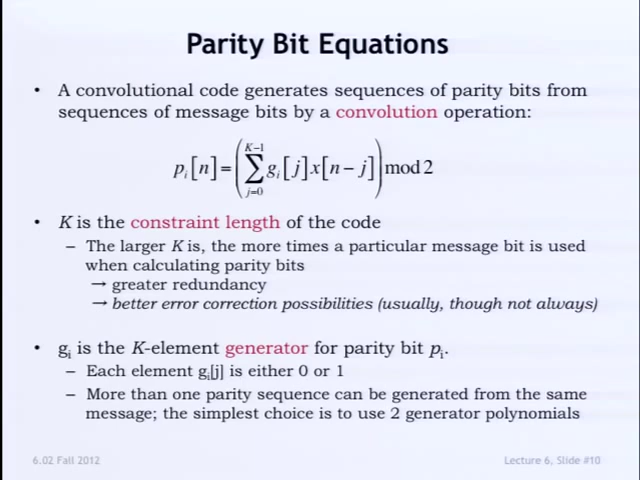 Parity Bit Equations
• A convolutional code generates sequences of parity bits from
sequences of message bits by a convolution operation:
p_i[n]=(∑_{j=0}^{K−1} g_i[j]x[n−j]) mod 2
• K is the constraint length of the code
– The larger K is, the more times a particular message bit is used
when calculating parity bits
→ greater redundancy
→ better error correction possibilities (usually, though not always)
• g_i is the K-element generator for parity bit p_i.
– Each element g_i[j] is either 0 or 1
– More than one parity sequence can be generated from the same
message; the simplest choice is to use 2 generator polynomials
6.02 Fall 2012
Lecture 6, Slide #10